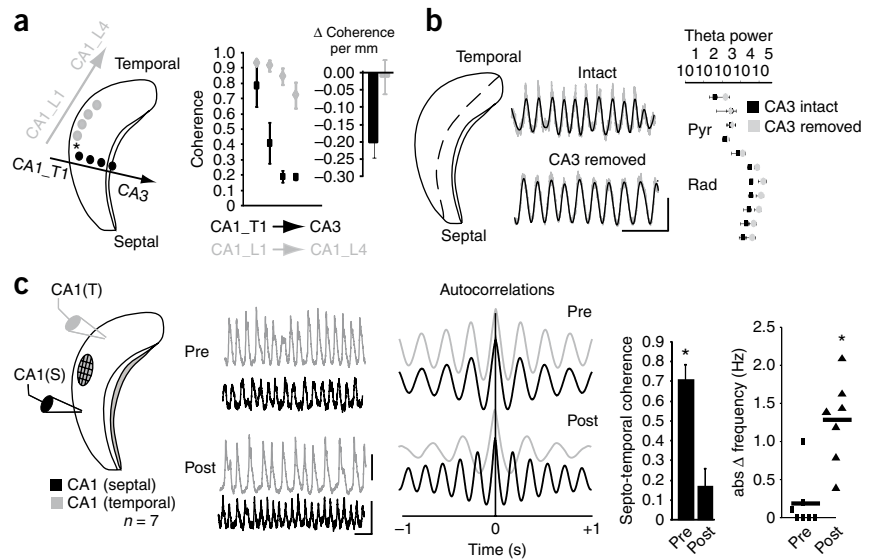 a
CA1_L1
CA1_L4
Temporal
*
CA1_T1
CA3
Septal
Coherence
1.0
0.9
0.8
0.7
0.6
0.5
0.4
0.3
0.2
0.1
0
Δ Coherence
per mm
0.00
−0.05
−0.10
−0.15
−0.20
−0.25
−0.30
CA1_T1 CA3
CA1_L1 CA1_L4
b
Temporal
Septal
Intact
CA3 removed
Theta power
1 2 3 4 5
10 10 10 10 10
CA3 intact
CA3 removed
Pyr
Rad
c
CA1(T)
CA1(S)
CA1 (septal)
CA1 (temporal)
n = 7
Pre
Post
Autocorrelations
Pre
Post
−1 0 +1
Time (s)
Septo-temporal coherence
0.9
0.8
0.7
0.6
0.5
0.4
0.3
0.2
0.1
0
*
Pre
Post
abs Δ frequency (Hz)
2.5
2.0
1.5
1.0
0.5
0
*
Pre
Post